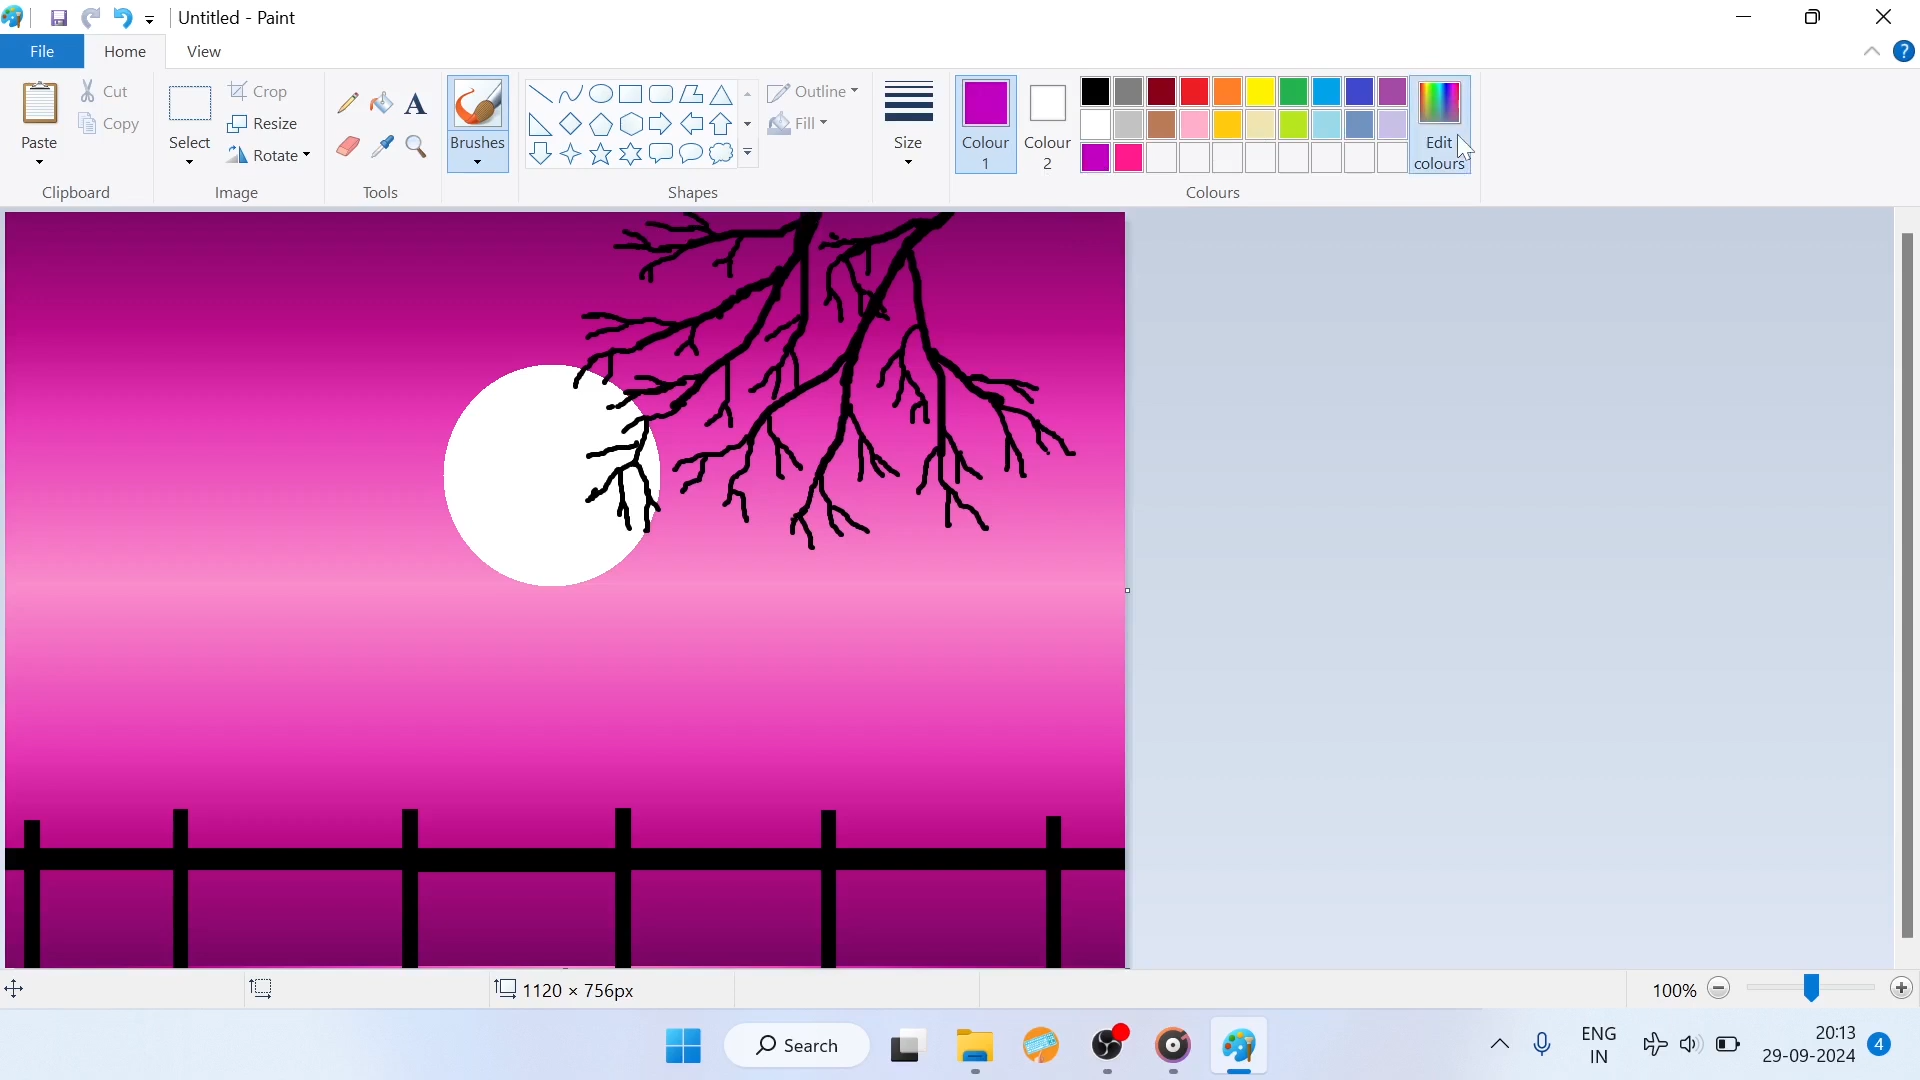 Untitled - Paint
File Home View
Paste Cut Copy Select Crop Resize Rotate A Brushes Outline Fill Size Colour 1 Colour 2 Edit colours
Clipboard Image Tools Shapes Colours
1120 × 756px 100%
Search ENG IN 20:13 29-09-2024 4